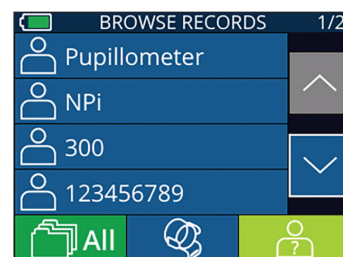 BROWSE RECORDS 1/2
Pupillometer
NPi
300
123456789
All
?